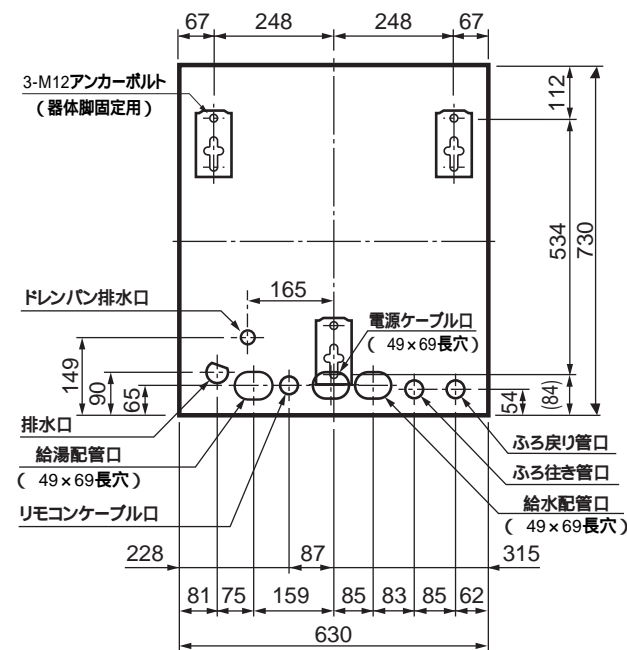 67 248 248 67
3-M12アンカーボルト
(器体脚固定用)
112
534
730
ドレンパン排水口
165
電源ケーブル口
( 49×69長穴)
149
90
65
54
(84)
排水口
給湯配管口
( 49×69長穴)
リモコンケーブル口
ふろ戻り管口
ふろ往き管口
給水配管口
( 49×69長穴)
228 87 315
81 75 159 85 83 85 62
630